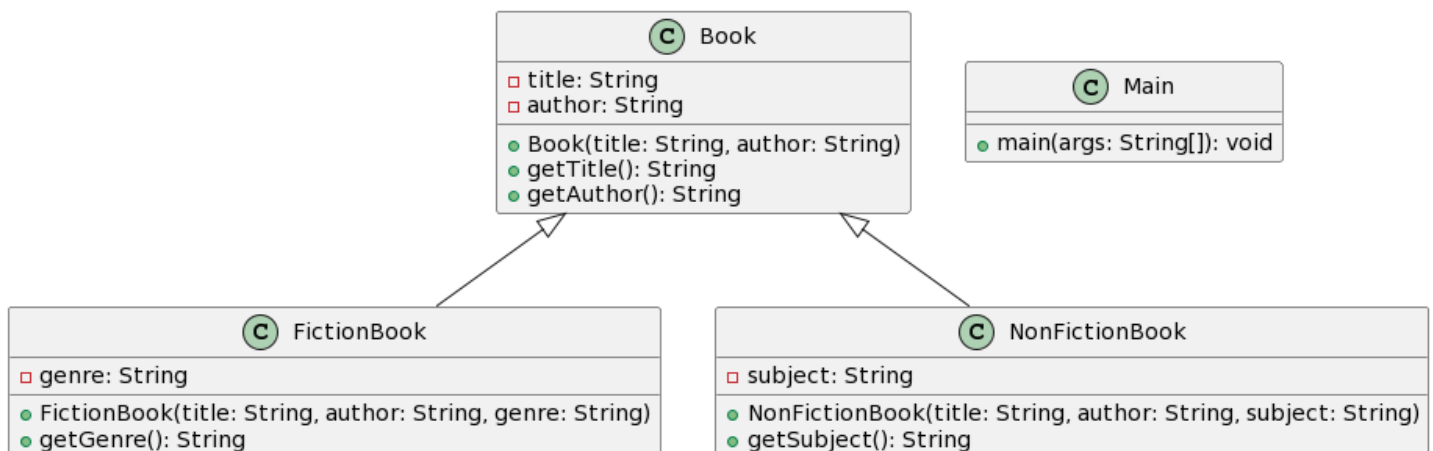 C Book
title: String
author: String
Book(title: String, author: String)
getTitle(): String
getAuthor(): String
C Main
main(args: String[]): void
C FictionBook
genre: String
FictionBook(title: String, author: String, genre: String)
getGenre(): String
C NonFictionBook
subject: String
NonFictionBook(title: String, author: String, subject: String)
getSubject(): String